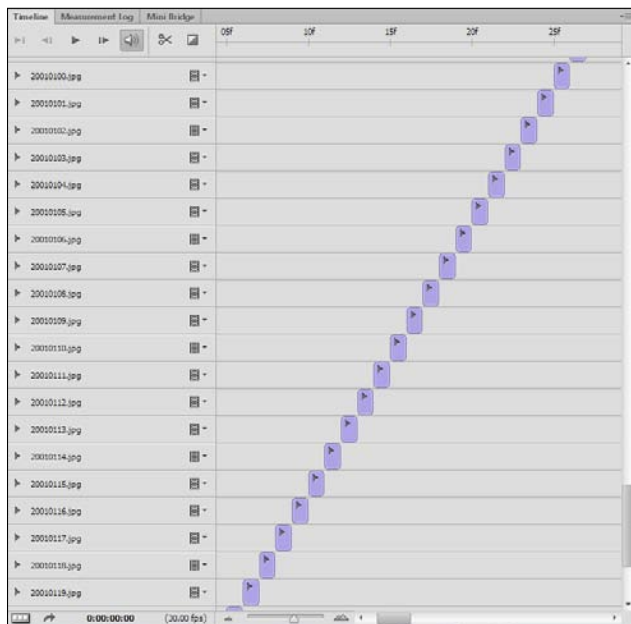 Timeline Measurement Log Mini Bridge
05f 10f 15f 20f 25f
20010100.jpg
20010101.jpg
20010102.jpg
20010103.jpg
20010104.jpg
20010105.jpg
20010106.jpg
20010107.jpg
20010108.jpg
20010109.jpg
20010110.jpg
20010111.jpg
20010112.jpg
20010113.jpg
20010114.jpg
20010115.jpg
20010116.jpg
20010117.jpg
20010118.jpg
20010119.jpg
0:00:00:00 (30.00 fps)